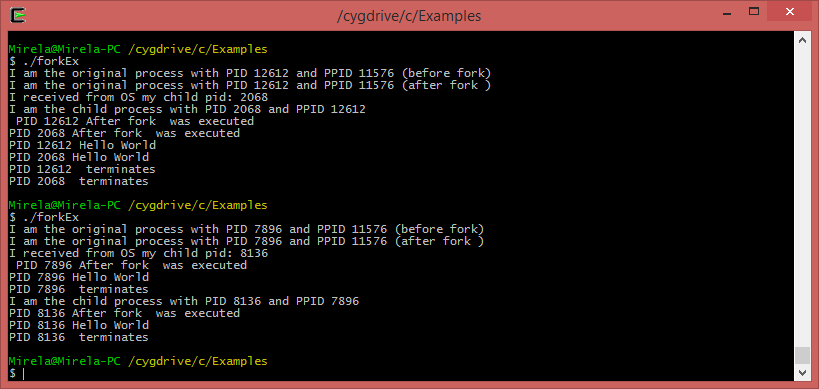 /cygdrive/c/Examples
Mirela@Mirela-PC /cygdrive/c/Examples
$ ./forkEx
I am the original process with PID 12612 and PPID 11576 (before fork)
I am the original process with PID 12612 and PPID 11576 (after fork )
I received from OS my child pid: 2068
I am the child process with PID 2068 and PPID 12612
 PID 12612 After fork  was executed
PID 2068 After fork  was executed
PID 12612 Hello World
PID 2068 Hello World
PID 12612  terminates
PID 2068  terminates
Mirela@Mirela-PC /cygdrive/c/Examples
$ ./forkEx
I am the original process with PID 7896 and PPID 11576 (before fork)
I am the original process with PID 7896 and PPID 11576 (after fork )
I received from OS my child pid: 8136
 PID 7896 After fork  was executed
PID 7896 Hello World
PID 7896  terminates
I am the child process with PID 8136 and PPID 7896
PID 8136 After fork  was executed
PID 8136 Hello World
PID 8136  terminates
Mirela@Mirela-PC /cygdrive/c/Examples
$